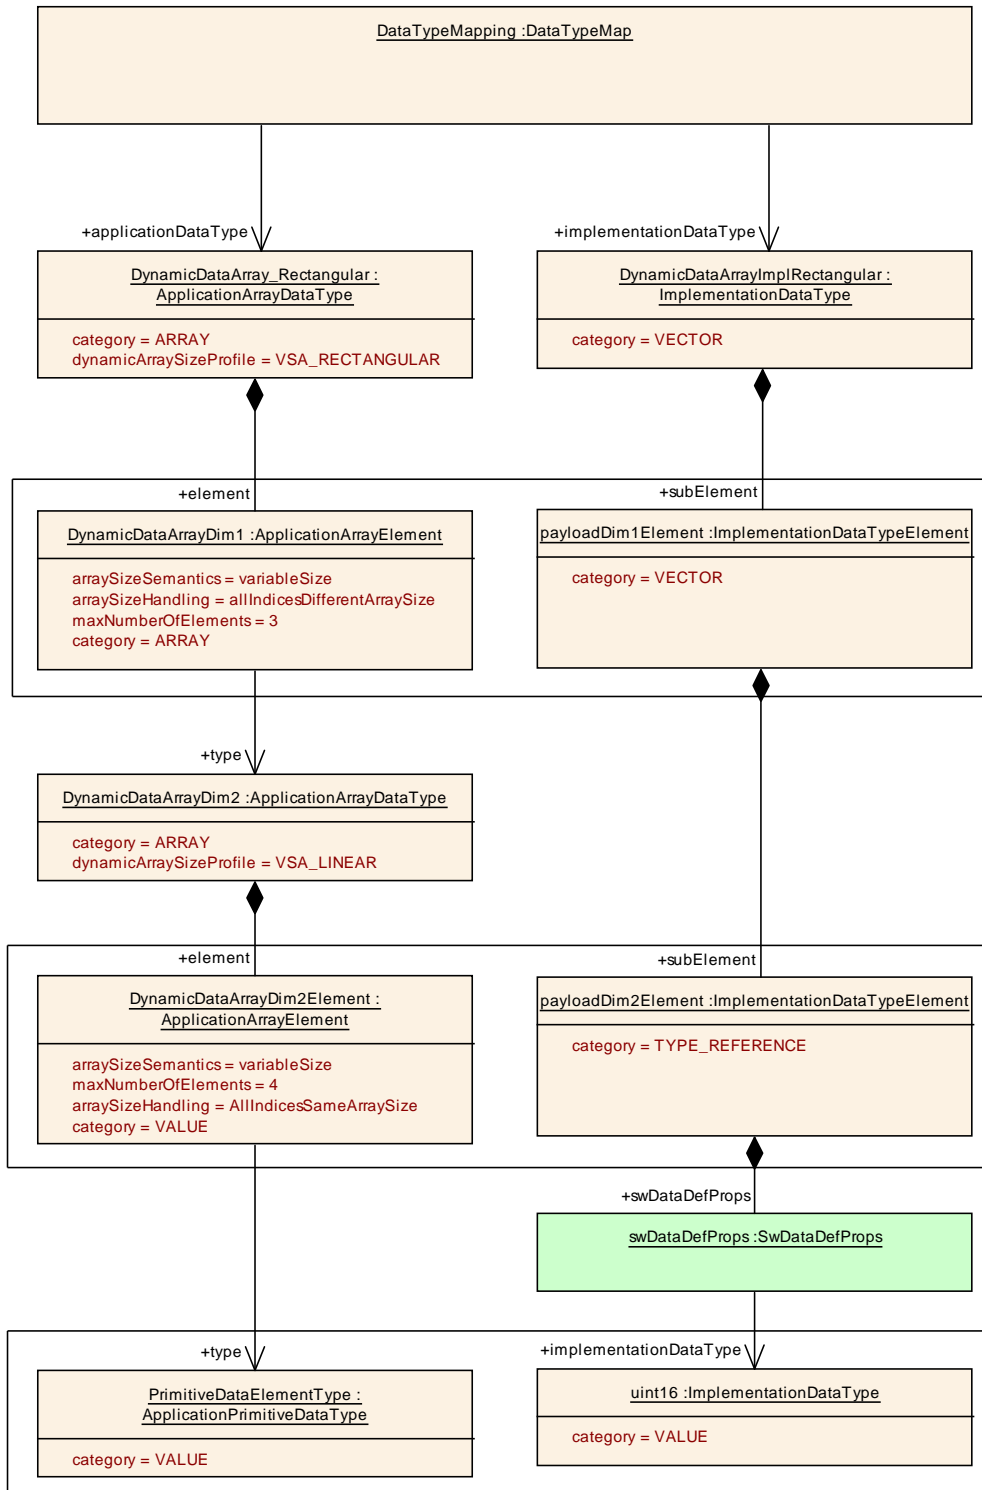 DataTypeMapping :DataTypeMap
+applicationDataType
+implementationDataType
DynamicDataArray_Rectangular :
ApplicationArrayDataType
category = ARRAY
dynamicArraySizeProfile = VSA_RECTANGULAR
DynamicDataArrayImplRectangular :
ImplementationDataType
category = VECTOR
+element
+subElement
DynamicDataArrayDim1 :ApplicationArrayElement
arraySizeSemantics = variableSize
arraySizeHandling = allIndicesDifferentArraySize
maxNumberOfElements = 3
category = ARRAY
payloadDim1Element :ImplementationDataTypeElement
category = VECTOR
+type
DynamicDataArrayDim2 :ApplicationArrayDataType
category = ARRAY
dynamicArraySizeProfile = VSA_LINEAR
+element
+subElement
DynamicDataArrayDim2Element :
ApplicationArrayElement
arraySizeSemantics = variableSize
maxNumberOfElements = 4
arraySizeHandling = AllIndicesSameArraySize
category = VALUE
payloadDim2Element :ImplementationDataTypeElement
category = TYPE_REFERENCE
+swDataDefProps
swDataDefProps :SwDataDefProps
+type
+implementationDataType
PrimitiveDataElementType :
ApplicationPrimitiveDataType
category = VALUE
uint16 :ImplementationDataType
category = VALUE